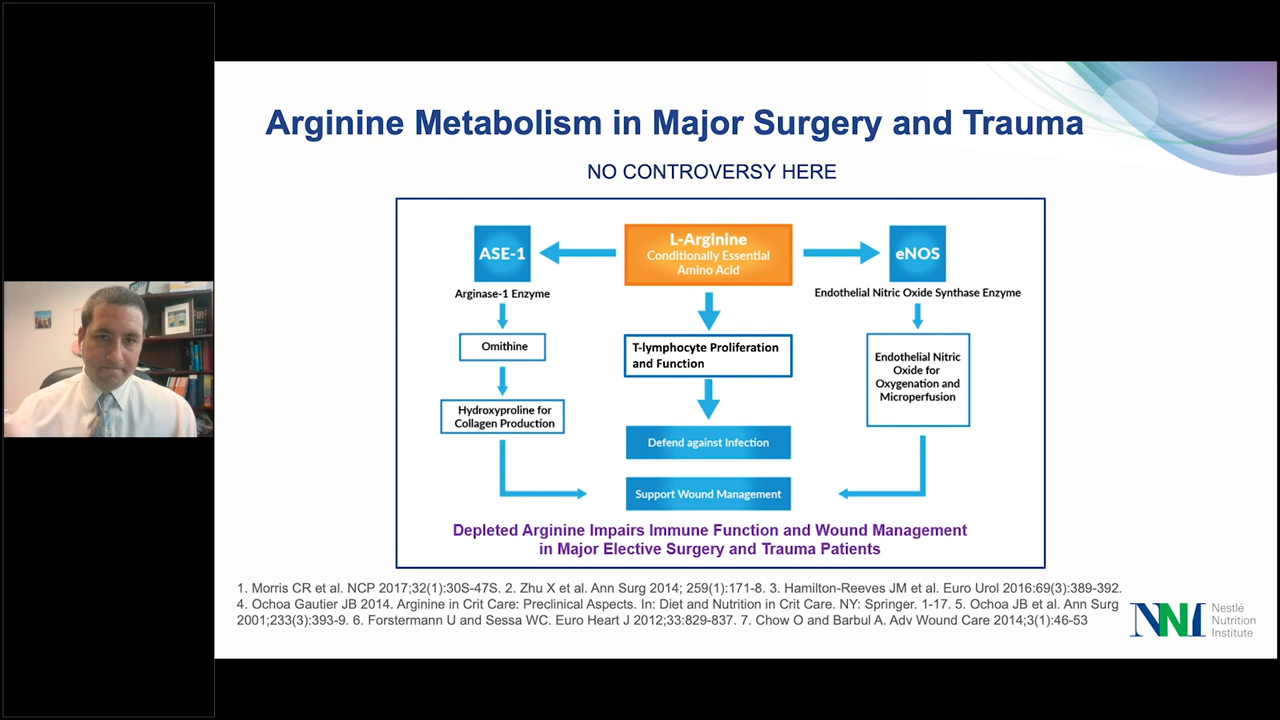 Arginine Metabolism in Major Surgery and Trauma
NO CONTROVERSY HERE
ASE-1
L-Arginine
Conditionally Essential
Amino Acid
eNOS
Arginase-1 Enzyme
Endothelial Nitric Oxide Synthase Enzyme
Omithine
T-lymphocyte Proliferation
and Function
Endothelial Nitric
Oxide for
Oxygenation and
Microperfusion
Hydroxyproline for
Collagen Production
Defend against Infection
Support Wound Management
Depleted Arginine Impairs Immune Function and Wound Management
in Major Elective Surgery and Trauma Patients
1. Morris CR et al. NCP 2017;32(1):30S-47S. 2. Zhu X et al. Ann Surg 2014; 259(1):171-8. 3. Hamilton-Reeves JM et al. Euro Urol 2016:69(3):389-392.
4. Ochoa Gautier JB 2014. Arginine in Crit Care: Preclinical Aspects. In: Diet and Nutrition in Crit Care. NY: Springer. 1-17. 5. Ochoa JB et al. Ann Surg
2001;233(3):393-9. 6. Forstermann U and Sessa WC. Euro Heart J 2012;33:829-837. 7. Chow O and Barbul A. Adv Wound Care 2014;3(1):46-53
NNI
Nestlé
Nutrition
Institute